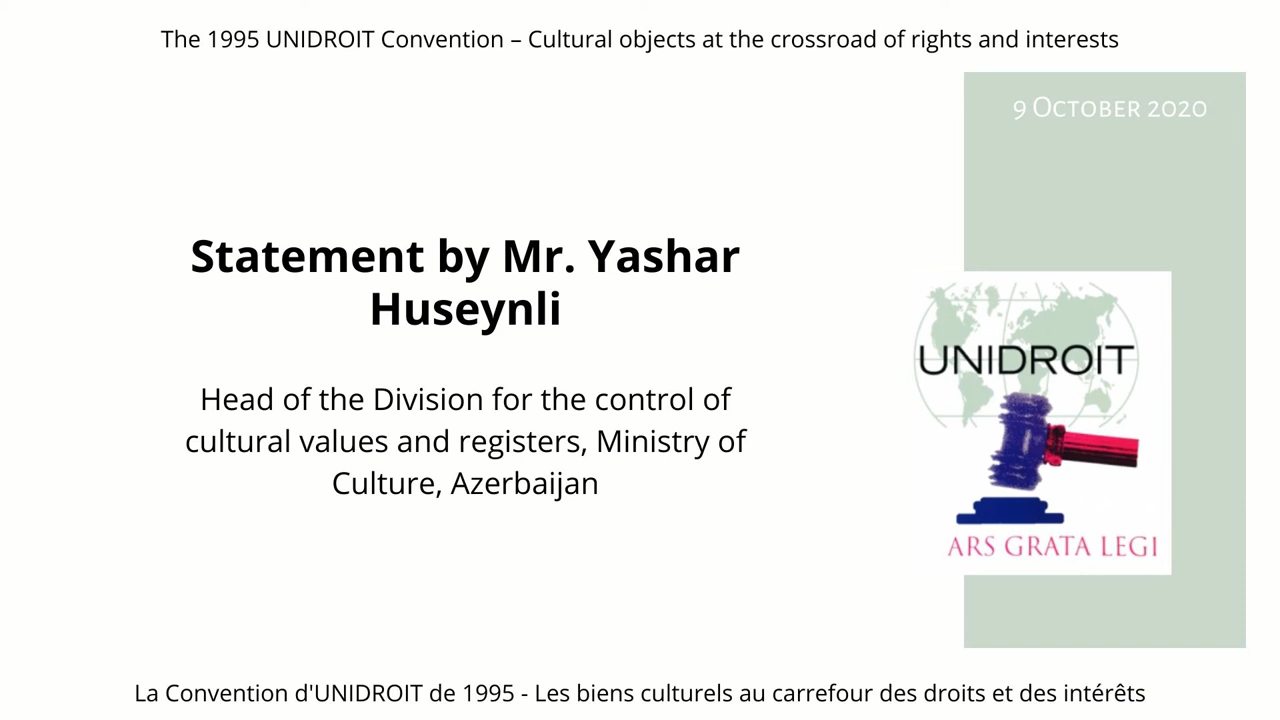 The 1995 UNIDROIT Convention – Cultural objects at the crossroad of rights and interests
9 October 2020
Statement by Mr. Yashar
Huseynli
Head of the Division for the control of
cultural values and registers, Ministry of
Culture, Azerbaijan
UNIDROIT
ARS GRATA LEGI
La Convention d'UNIDROIT de 1995 - Les biens culturels au carrefour des droits et des intérêts